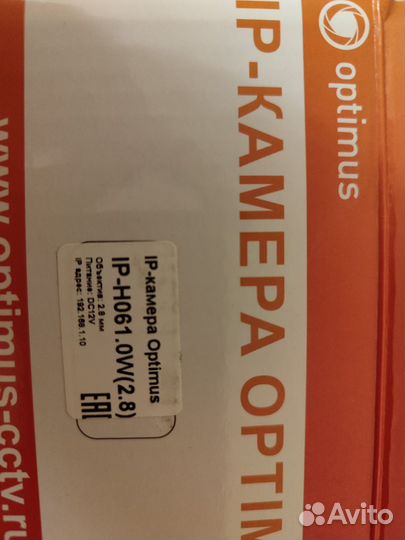 optimus
IP-КАМЕРА OPTIM
IP-камера Optimus
IP-H061.0W(2.8)
Объектив: 2.8 мм
Питание: DC12V
IP адрес: 192.168.1.10
EAC
www.optimus-cctv.ru
Avito